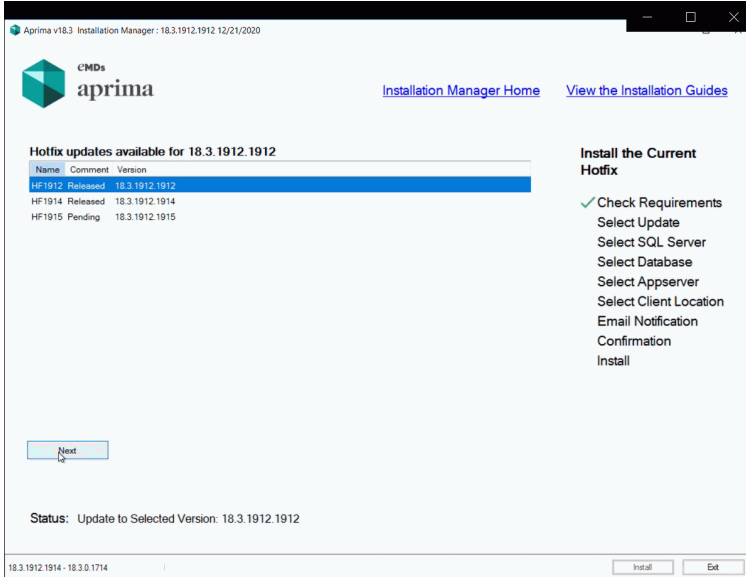 Aprima v18.3 Installation Manager : 18.3.1912.1912 12/21/2020
eMDs
aprima
Installation Manager Home
View the Installation Guides
Hotfix updates available for 18.3.1912.1912
Name Comment Version
HF1912 Released 18.3.1912.1912
HF1914 Released 18.3.1912.1914
HF1915 Pending 18.3.1912.1915
Install the Current
Hotfix
Check Requirements
Select Update
Select SQL Server
Select Database
Select Appserver
Select Client Location
Email Notification
Confirmation
Install
Next
Status: Update to Selected Version: 18.3.1912.1912
18.3.1912.1914 - 18.3.0.1714
Install
Exit